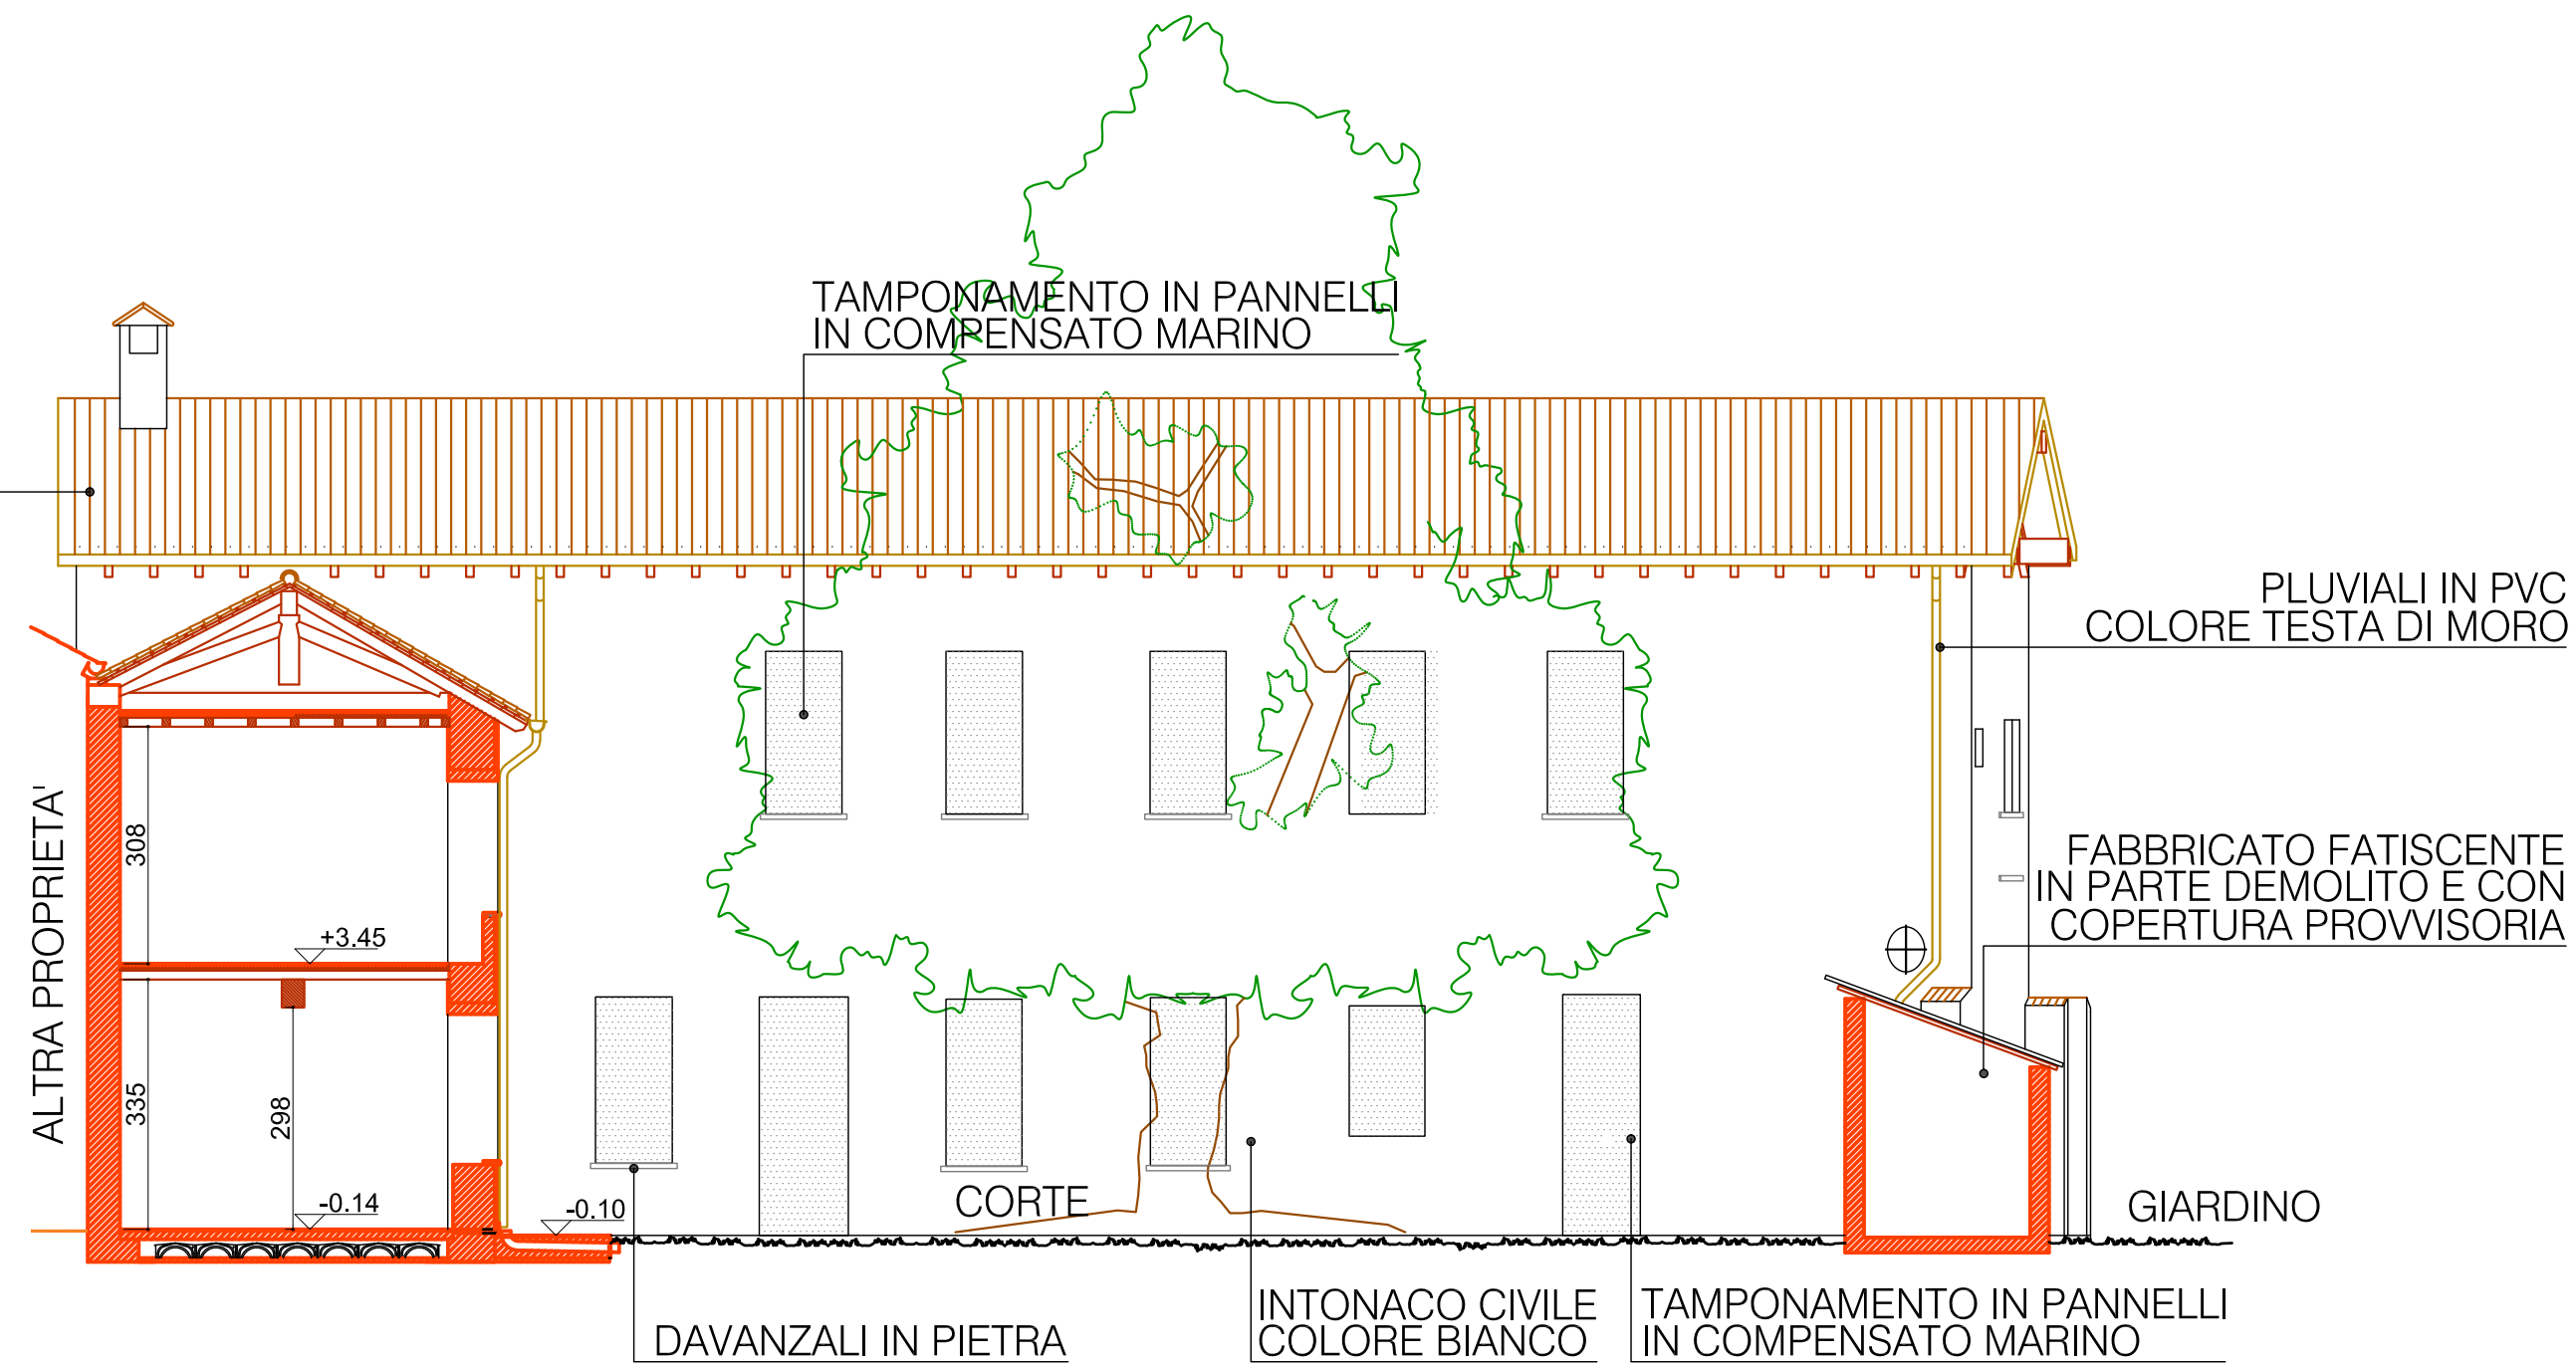 TAMPONAMENTO IN PANNELLI
IN COMPENSATO MARINO
PLUVIALI IN PVC
COLORE TESTA DI MORO
FABBRICATO FATISCENTE
IN PARTE DEMOLITO E CON
COPERTURA PROVVISORIA
ALTRA PROPRIETA'
308
+3.45
335
298
-0.14
-0.10
CORTE
GIARDINO
DAVANZALI IN PIETRA
INTONACO CIVILE
COLORE BIANCO
TAMPONAMENTO IN PANNELLI
IN COMPENSATO MARINO